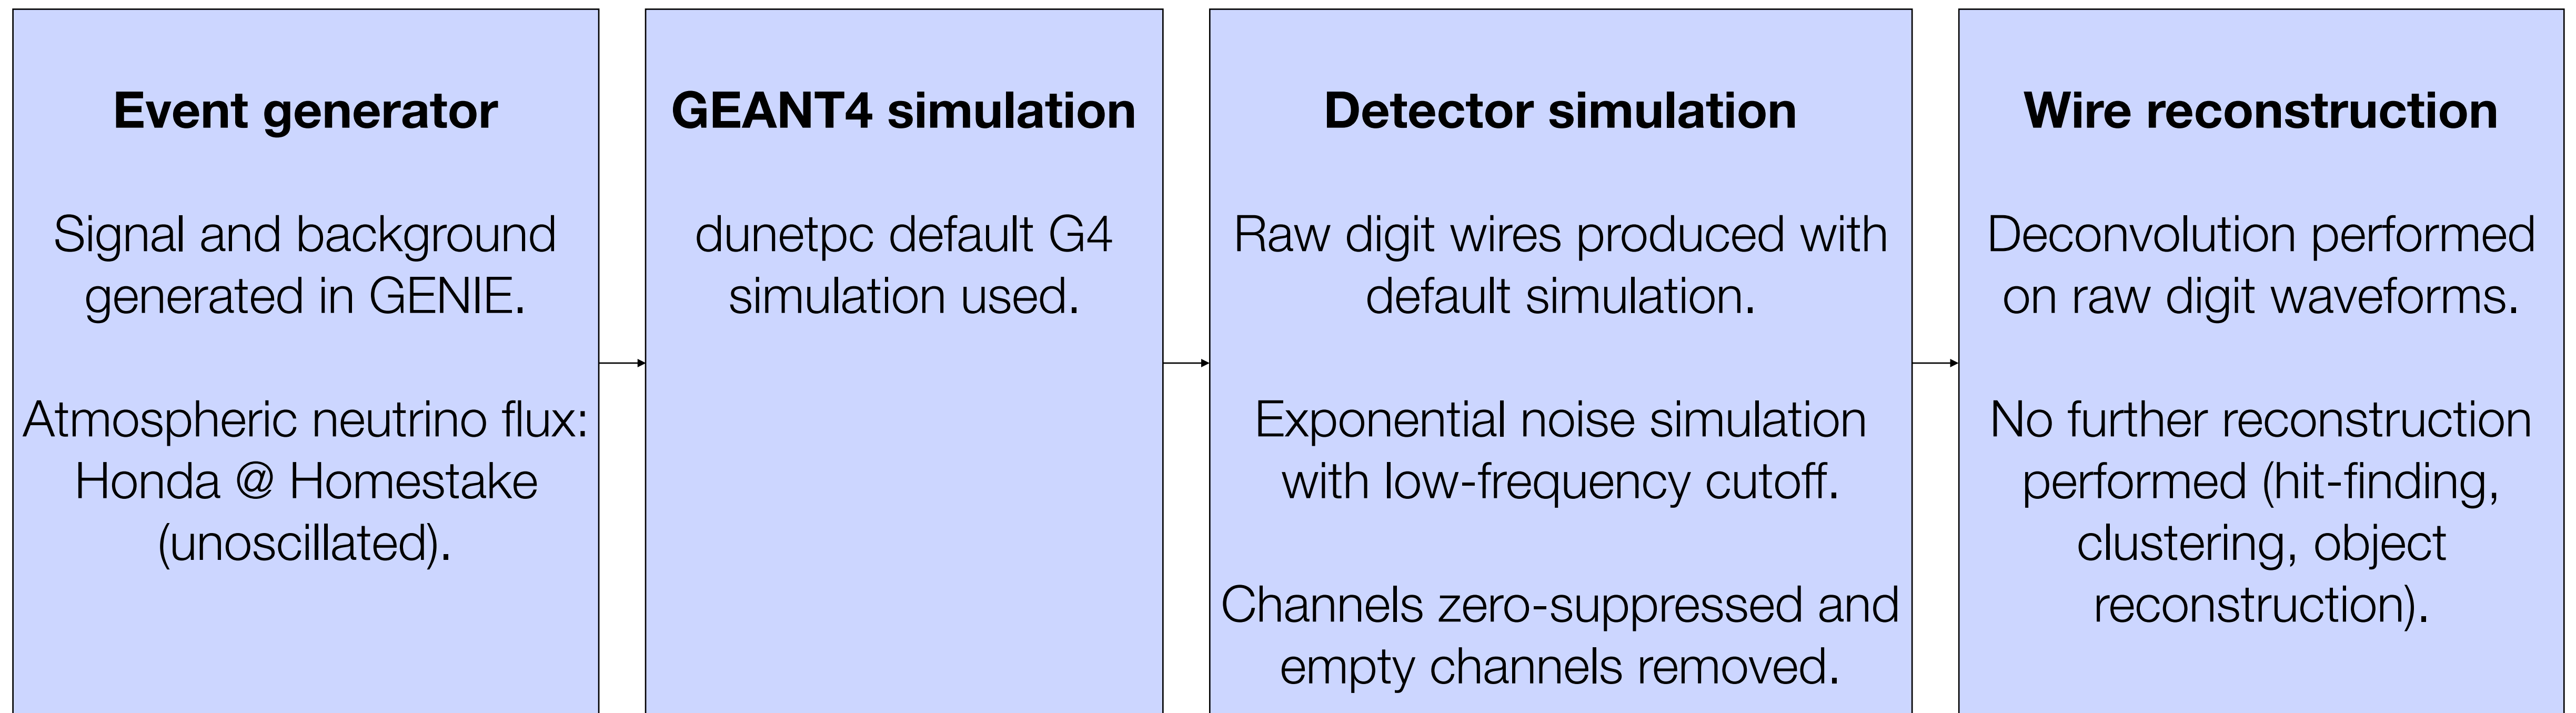 Event generator
Signal and background
generated in GENIE.
Atmospheric neutrino flux:
Honda @ Homestake
(unoscillated).
GEANT4 simulation
dunetpc default G4
simulation used.
Detector simulation
Raw digit wires produced with
default simulation.
Exponential noise simulation
with low-frequency cutoff.
Channels zero-suppressed and
empty channels removed.
Wire reconstruction
Deconvolution performed
on raw digit waveforms.
No further reconstruction
performed (hit-finding,
clustering, object
reconstruction).